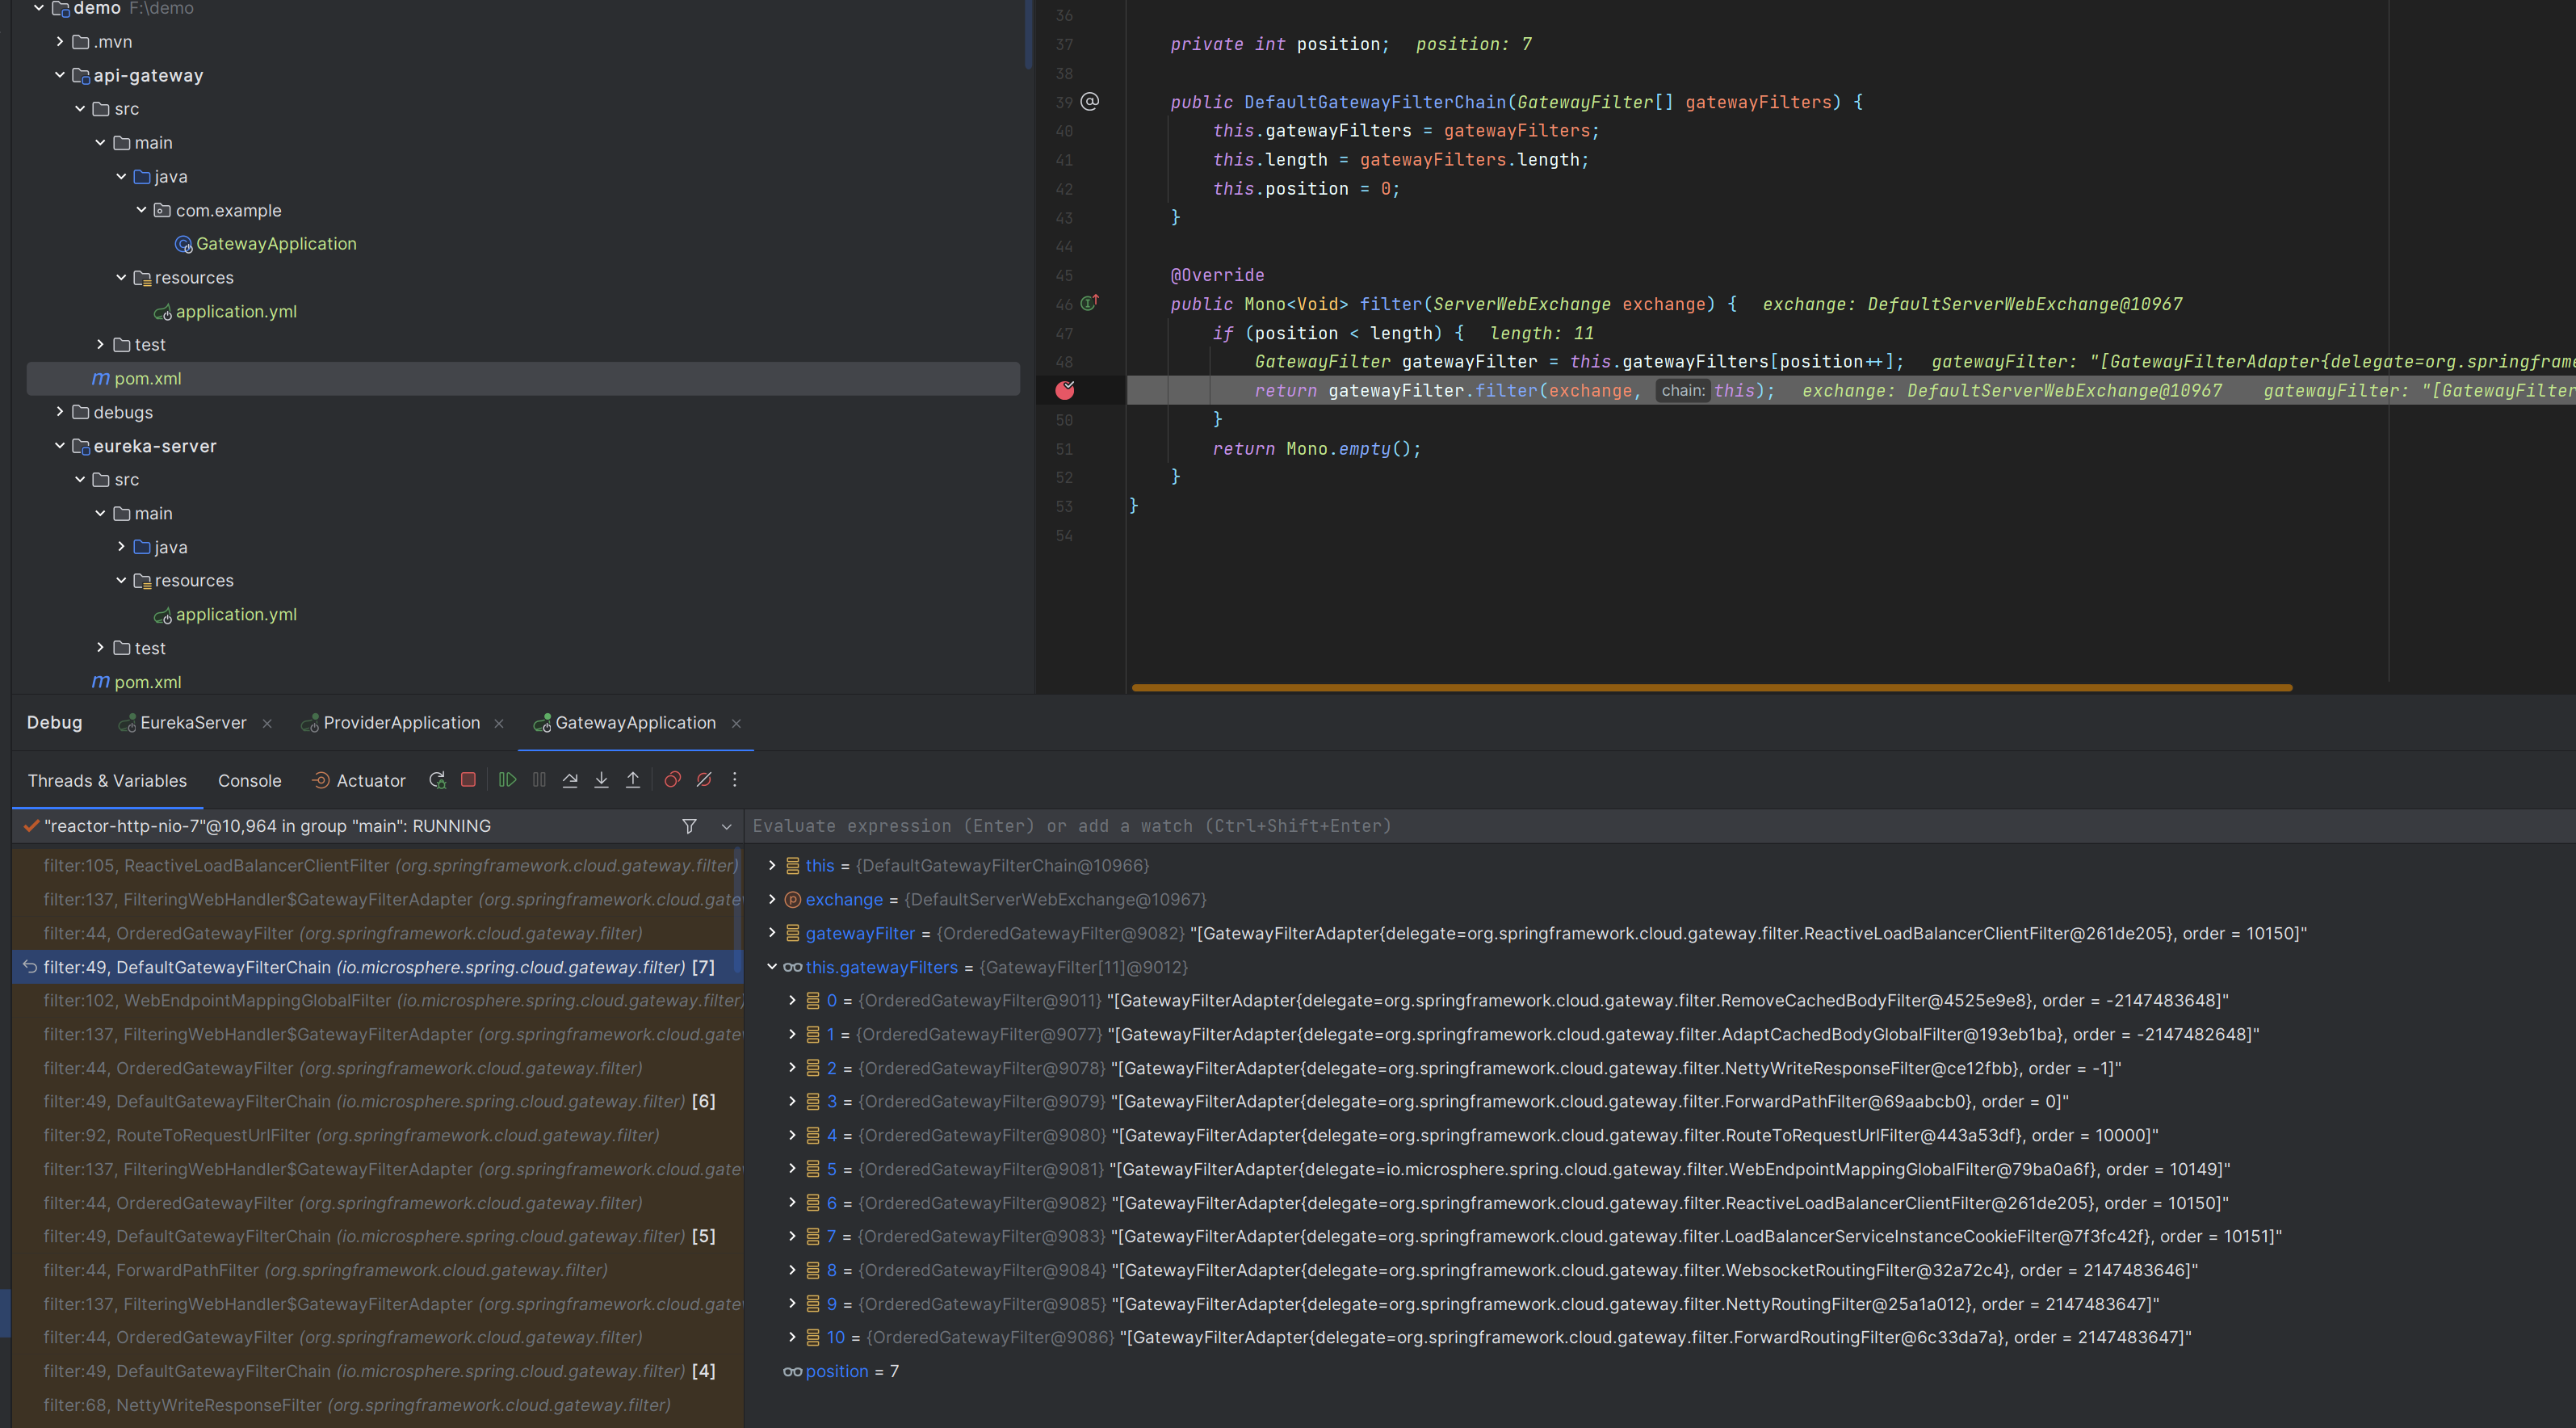 demo F:\demo
.mvn
api-gateway
src
main
java
com.example
GatewayApplication
resources
application.yml
test
pom.xml
debugs
eureka-server
src
main
java
resources
application.yml
test
pom.xml
36
37 private int position; position: 7
38
39 public DefaultGatewayFilterChain(GatewayFilter[] gatewayFilters) {
40 this.gatewayFilters = gatewayFilters;
41 this.length = gatewayFilters.length;
42 this.position = 0;
43 }
44
45 @Override
46 public Mono<Void> filter(ServerWebExchange exchange) { exchange: DefaultServerWebExchange@10967
47 if (position < length) { length: 11
48 GatewayFilter gatewayFilter = this.gatewayFilters[position++]; gatewayFilter: "[GatewayFilterAdapter{delegate=org.springframe
return gatewayFilter.filter(exchange, chain: this); exchange: DefaultServerWebExchange@10967 gatewayFilter: "[GatewayFilter
50 }
51 return Mono.empty();
52 }
53 }
54
Debug EurekaServer ProviderApplication GatewayApplication
Threads & Variables Console Actuator
"reactor-http-nio-7"@10,964 in group "main": RUNNING
filter:105, ReactiveLoadBalancerClientFilter (org.springframework.cloud.gateway.filter)
filter:137, FilteringWebHandler$GatewayFilterAdapter (org.springframework.cloud.gate
filter:44, OrderedGatewayFilter (org.springframework.cloud.gateway.filter)
filter:49, DefaultGatewayFilterChain (io.microsphere.spring.cloud.gateway.filter) [7]
filter:102, WebEndpointMappingGlobalFilter (io.microsphere.spring.cloud.gateway.filter)
filter:137, FilteringWebHandler$GatewayFilterAdapter (org.springframework.cloud.gate
filter:44, OrderedGatewayFilter (org.springframework.cloud.gateway.filter)
filter:49, DefaultGatewayFilterChain (io.microsphere.spring.cloud.gateway.filter) [6]
filter:92, RouteToRequestUrlFilter (org.springframework.cloud.gateway.filter)
filter:137, FilteringWebHandler$GatewayFilterAdapter (org.springframework.cloud.gate
filter:44, OrderedGatewayFilter (org.springframework.cloud.gateway.filter)
filter:49, DefaultGatewayFilterChain (io.microsphere.spring.cloud.gateway.filter) [5]
filter:44, ForwardPathFilter (org.springframework.cloud.gateway.filter)
filter:137, FilteringWebHandler$GatewayFilterAdapter (org.springframework.cloud.gate
filter:44, OrderedGatewayFilter (org.springframework.cloud.gateway.filter)
filter:49, DefaultGatewayFilterChain (io.microsphere.spring.cloud.gateway.filter) [4]
filter:68, NettyWriteResponseFilter (org.springframework.cloud.gateway.filter)
Evaluate expression (Enter) or add a watch (Ctrl+Shift+Enter)
this = {DefaultGatewayFilterChain@10966}
exchange = {DefaultServerWebExchange@10967}
gatewayFilter = {OrderedGatewayFilter@9082} "[GatewayFilterAdapter{delegate=org.springframework.cloud.gateway.filter.ReactiveLoadBalancerClientFilter@261de205}, order = 10150]"
this.gatewayFilters = {GatewayFilter[11]@9012}
0 = {OrderedGatewayFilter@9011} "[GatewayFilterAdapter{delegate=org.springframework.cloud.gateway.filter.RemoveCachedBodyFilter@4525e9e8}, order = -2147483648]"
1 = {OrderedGatewayFilter@9077} "[GatewayFilterAdapter{delegate=org.springframework.cloud.gateway.filter.AdaptCachedBodyGlobalFilter@193eb1ba}, order = -2147482648]"
2 = {OrderedGatewayFilter@9078} "[GatewayFilterAdapter{delegate=org.springframework.cloud.gateway.filter.NettyWriteResponseFilter@ce12fbb}, order = -1]"
3 = {OrderedGatewayFilter@9079} "[GatewayFilterAdapter{delegate=org.springframework.cloud.gateway.filter.ForwardPathFilter@69aabcb0}, order = 0]"
4 = {OrderedGatewayFilter@9080} "[GatewayFilterAdapter{delegate=org.springframework.cloud.gateway.filter.RouteToRequestUrlFilter@443a53df}, order = 10000]"
5 = {OrderedGatewayFilter@9081} "[GatewayFilterAdapter{delegate=io.microsphere.spring.cloud.gateway.filter.WebEndpointMappingGlobalFilter@79ba0a6f}, order = 10149]"
6 = {OrderedGatewayFilter@9082} "[GatewayFilterAdapter{delegate=org.springframework.cloud.gateway.filter.ReactiveLoadBalancerClientFilter@261de205}, order = 10150]"
7 = {OrderedGatewayFilter@9083} "[GatewayFilterAdapter{delegate=org.springframework.cloud.gateway.filter.LoadBalancerServiceInstanceCookieFilter@7f3fc42f}, order = 10151]"
8 = {OrderedGatewayFilter@9084} "[GatewayFilterAdapter{delegate=org.springframework.cloud.gateway.filter.WebsocketRoutingFilter@32a72c4}, order = 2147483646]"
9 = {OrderedGatewayFilter@9085} "[GatewayFilterAdapter{delegate=org.springframework.cloud.gateway.filter.NettyRoutingFilter@25a1a012}, order = 2147483647]"
10 = {OrderedGatewayFilter@9086} "[GatewayFilterAdapter{delegate=org.springframework.cloud.gateway.filter.ForwardRoutingFilter@6c33da7a}, order = 2147483647]"
position = 7